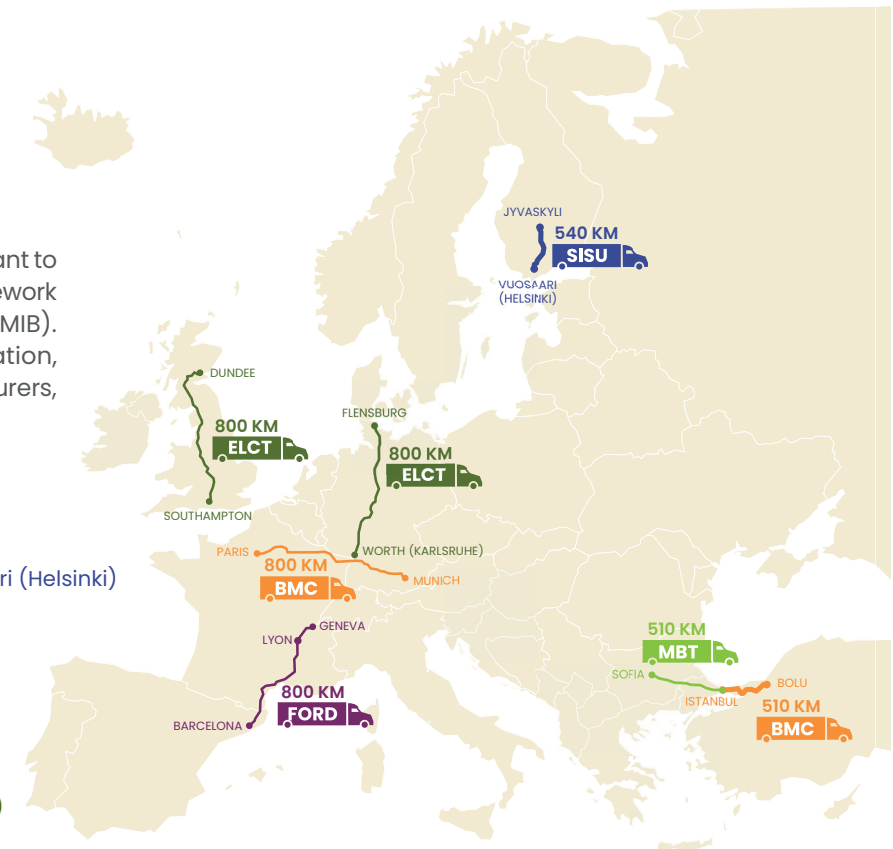 ant to
ework
MIB).
ation,
urers,
ri (Helsinki)
)
JYVASKYLI
540 KM
SISU
VUOSAARI
(HELSINKI)
DUNDEE
800 KM
ELCT
SOUTHAMPTON
FLENSBURG
800 KM
ELCT
WORTH (KARLSRUHE)
PARIS
800 KM
BMC
MUNICH
GENEVA
LYON
800 KM
FORD
BARCELONA
510 KM
MBT
SOFIA
ISTANBUL
BOLU
510 KM
BMC